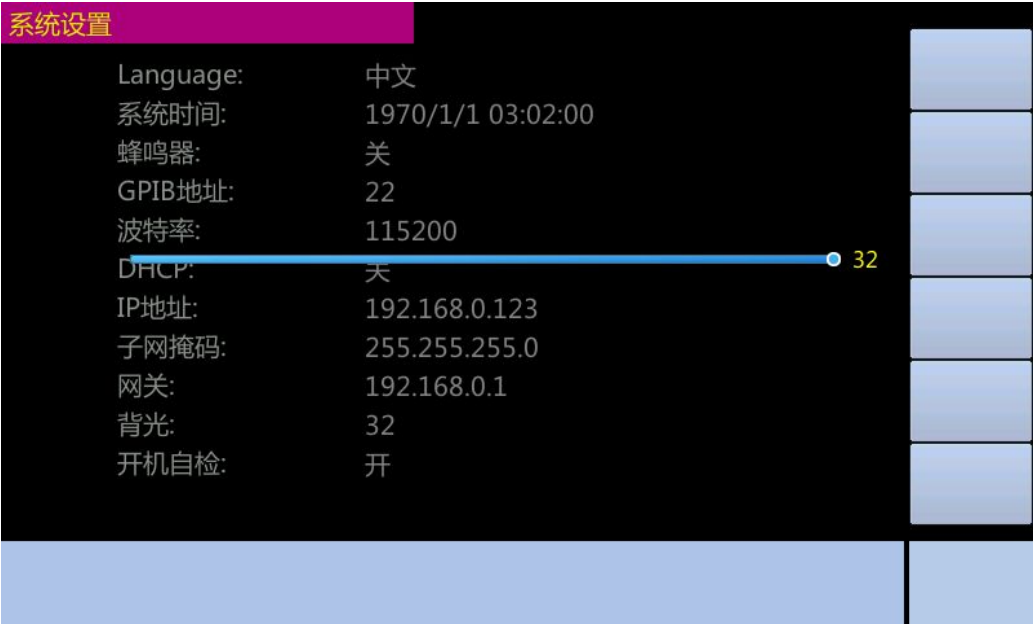 系统设置
Language: 中文
系统时间: 1970/1/1 03:02:00
蜂鸣器: 关
GPIB地址: 22
波特率: 115200
32
DHCP: 关
IP地址: 192.168.0.123
子网掩码: 255.255.255.0
网关: 192.168.0.1
背光: 32
开机自检: 开